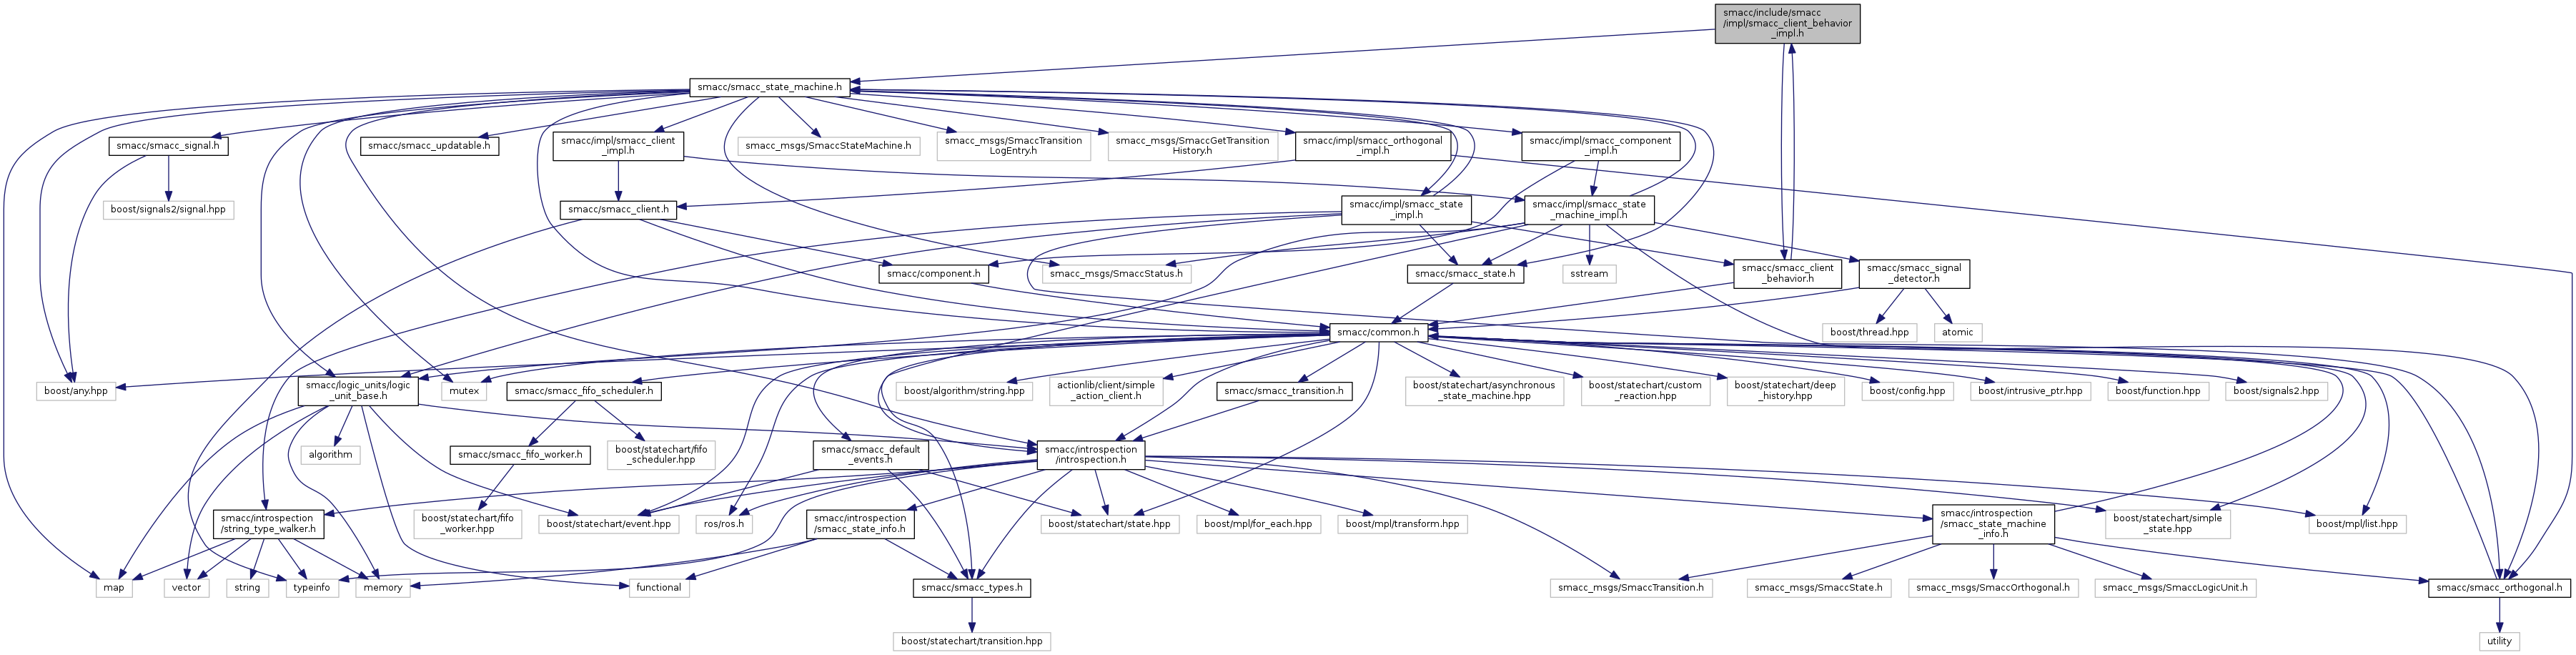 smacc/include/smacc
/impl/smacc_client_behavior
_impl.h
smacc/smacc_state_machine.h
smacc/smacc_signal.h
smacc/smacc_updatable.h
smacc/impl/smacc_client
_impl.h
smacc_msgs/SmaccStateMachine.h
smacc_msgs/SmaccTransition
LogEntry.h
smacc_msgs/SmaccGetTransition
History.h
smacc/impl/smacc_orthogonal
_impl.h
smacc/impl/smacc_component
_impl.h
boost/signals2/signal.hpp
smacc/smacc_client.h
smacc/impl/smacc_state
_impl.h
smacc/impl/smacc_state
_machine_impl.h
smacc/component.h
smacc_msgs/SmaccStatus.h
smacc/smacc_state.h
sstream
smacc/smacc_client
_behavior.h
smacc/smacc_signal
_detector.h
smacc/common.h
boost/thread.hpp
atomic
boost/any.hpp
smacc/logic_units/logic
_unit_base.h
mutex
smacc/smacc_fifo_scheduler.h
boost/algorithm/string.hpp
actionlib/client/simple
_action_client.h
smacc/smacc_transition.h
boost/statechart/asynchronous
_state_machine.hpp
boost/statechart/custom
_reaction.hpp
boost/statechart/deep
_history.hpp
boost/config.hpp
boost/intrusive_ptr.hpp
boost/function.hpp
boost/signals2.hpp
algorithm
smacc/smacc_fifo_worker.h
boost/statechart/fifo
_scheduler.hpp
smacc/smacc_default
_events.h
smacc/introspection
/introspection.h
smacc/introspection
/string_type_walker.h
boost/statechart/fifo
_worker.hpp
boost/statechart/event.hpp
ros/ros.h
smacc/introspection
/smacc_state_info.h
boost/statechart/state.hpp
boost/mpl/for_each.hpp
boost/mpl/transform.hpp
smacc/introspection
/smacc_state_machine
_info.h
boost/statechart/simple
_state.hpp
boost/mpl/list.hpp
map
vector
string
typeinfo
memory
functional
smacc/smacc_types.h
smacc_msgs/SmaccTransition.h
smacc_msgs/SmaccState.h
smacc_msgs/SmaccOrthogonal.h
smacc_msgs/SmaccLogicUnit.h
smacc/smacc_orthogonal.h
boost/statechart/transition.hpp
utility